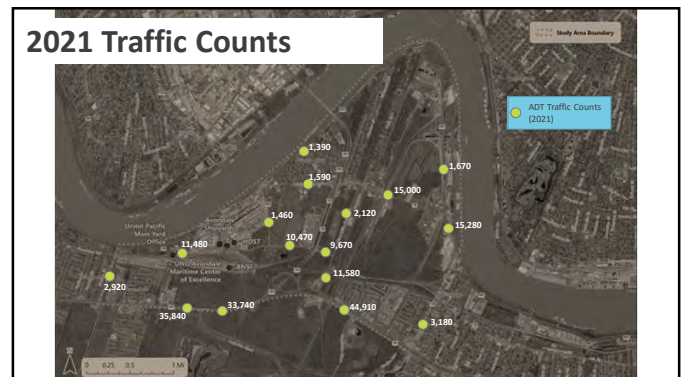 2021 Traffic Counts
Study Area Boundary
ADT Traffic Counts
(2021)
1,390
1,670
1,590
15,000
2,120
1,460
15,280
Avondale
Shipyards
Union Pacific
Main Yard
Office
HOST
10,470
11,480
9,670
UNO Avondale
Maritime Center
of Excellence
BNSF
11,580
2,920
35,840
33,740
44,910
3,180
0 0.25 0.5 1 Mi